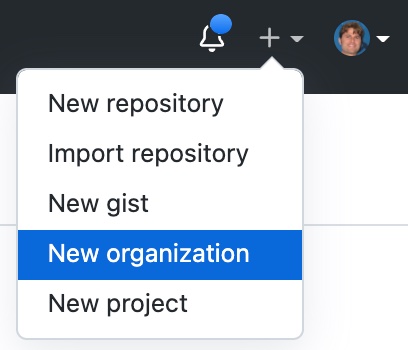 New repository
Import repository
New gist
New organization
New project